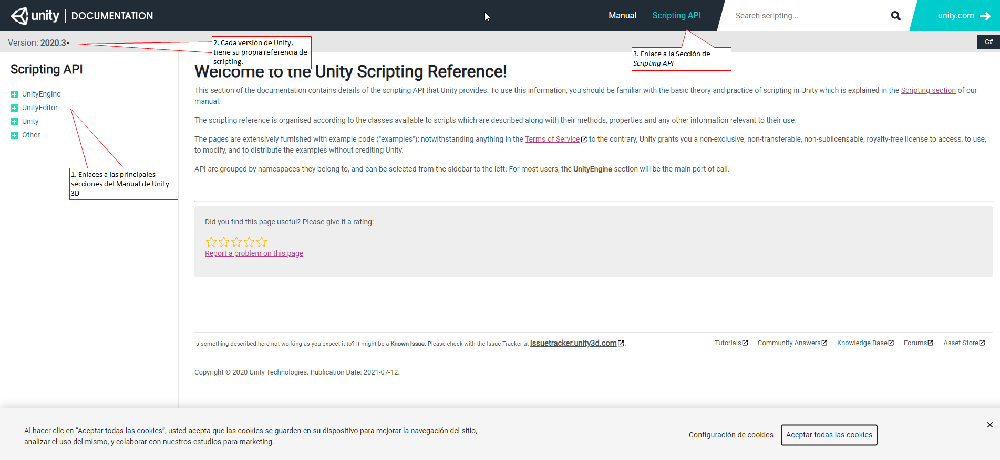 unity | DOCUMENTATION
Manual
Scripting API
Search scripting...
unity.com
Version: 2020.3
C#
2. Cada versión de Unity,
tiene su propia referencia de
scripting.
3. Enlace a la Sección de
Scripting API
Scripting API
UnityEngine
UnityEditor
Unity
Other
1. Enlaces a las principales
secciones del Manual de Unity
3D
Welcome to the Unity Scripting Reference!
This section of the documentation contains details of the scripting API that Unity provides. To use this information, you should be familiar with the basic theory and practice of scripting in Unity which is explained in the Scripting section of our
manual.
The scripting reference is organised according to the classes available to scripts which are described along with their methods, properties and any other information relevant to their use.
The pages are extensively furnished with example code ("examples"); notwithstanding anything in the Terms of Service to the contrary, Unity grants you a non-exclusive, non-transferable, non-sublicensable, royalty-free license to access, to use,
to modify, and to distribute the examples without crediting Unity.
API are grouped by namespaces they belong to, and can be selected from the sidebar to the left. For most users, the UnityEngine section will be the main port of call.
Did you find this page useful? Please give it a rating:
Report a problem on this page
Is something described here not working as you expect it to? It might be a Known Issue. Please check with the Issue Tracker at issuetracker.unity3d.com.
Tutorials
Community Answers
Knowledge Base
Forums
Asset Store
Copyright © 2020 Unity Technologies. Publication Date: 2021-07-12.
Al hacer clic en “Aceptar todas las cookies”, usted acepta que las cookies se guarden en su dispositivo para mejorar la navegación del sitio,
analizar el uso del mismo, y colaborar con nuestros estudios para marketing.
Configuración de cookies
Aceptar todas las cookies